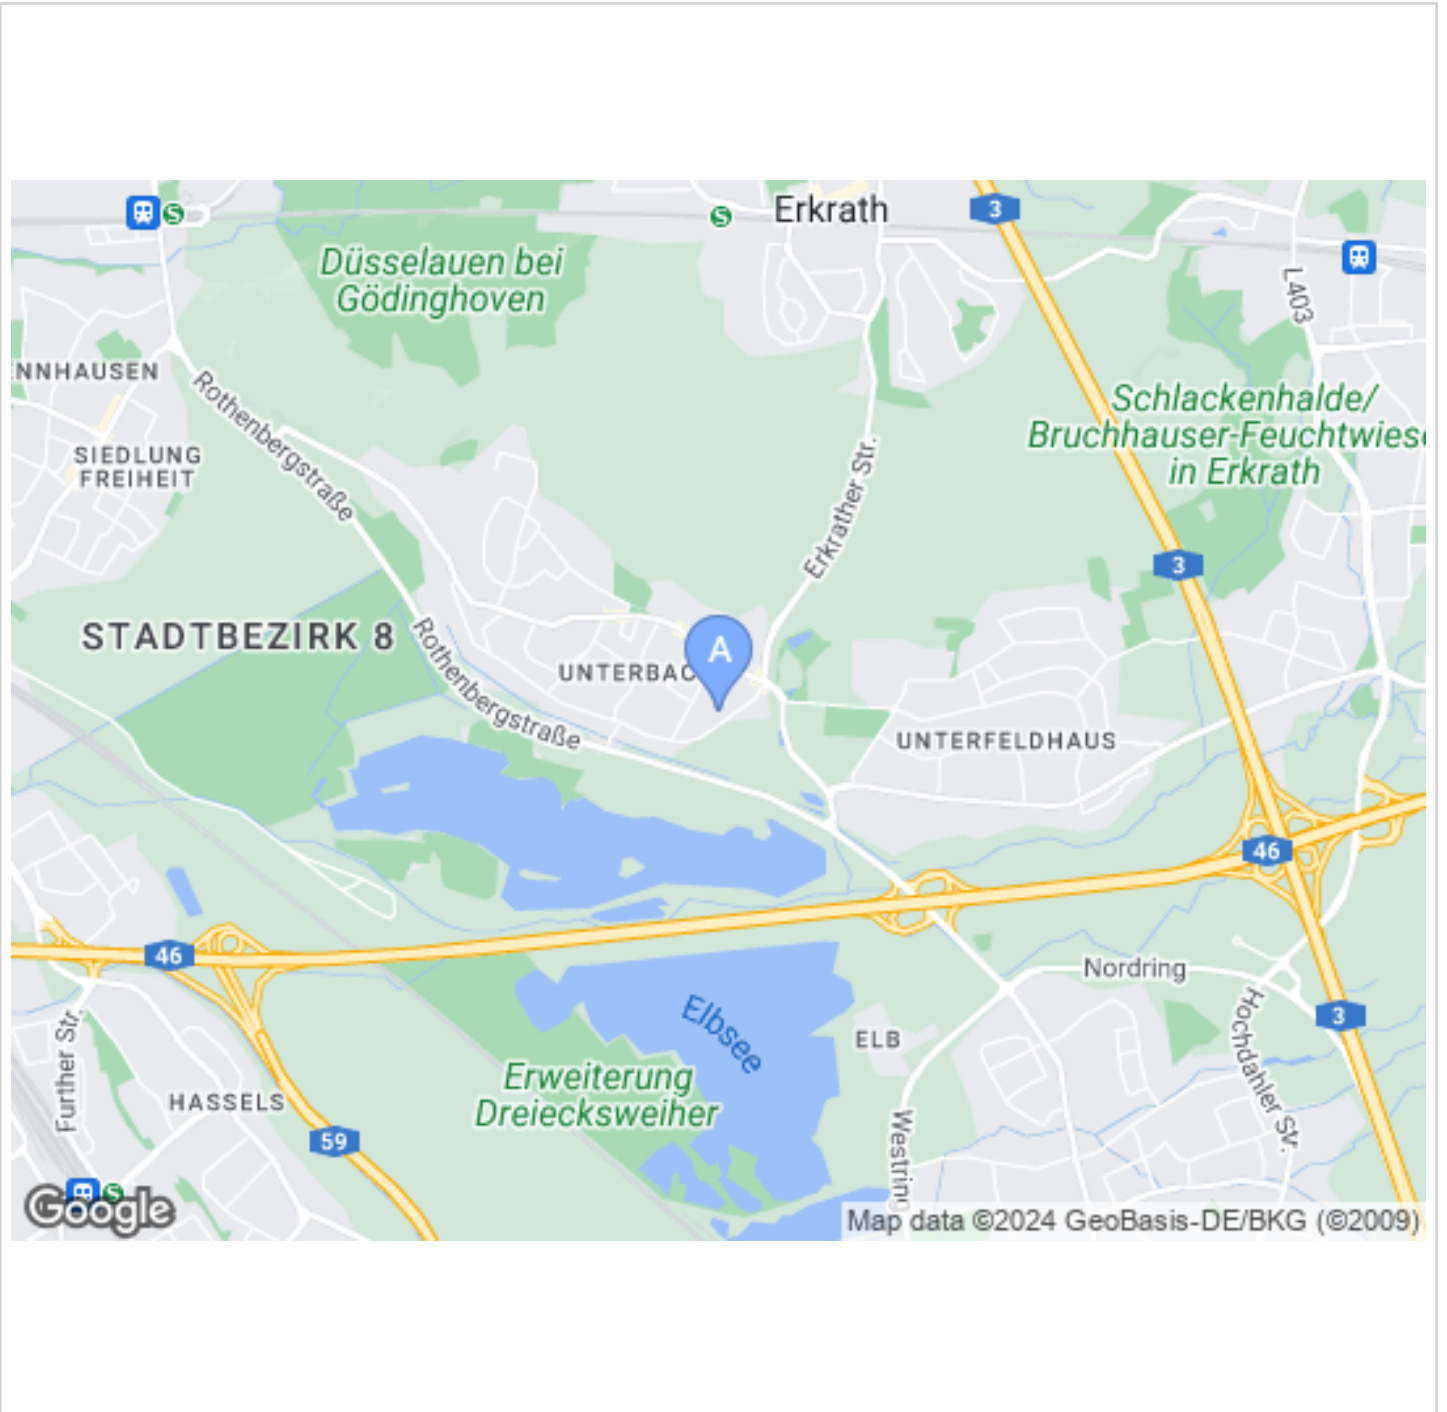 S
S
Erkrath
3
Düsselauen bei
Gödinghoven
L403
NNHAUSEN
Rothenbergstraße
Schlackenhalde/
Bruchhauser-Feuchtwiese
in Erkrath
SIEDLUNG
FREIHEIT
Erkrather Str.
3
STADTBEZIRK 8
Rothenbergstraße
A
UNTERBAC
UNTERFELDHAUS
46
46
Nordring
Elbsee
Hochdahler Str.
3
Further Str.
ELB
Erweiterung
Dreiecksweiher
HASSELS
59
Westring
S
Google
Map data ©2024 GeoBasis-DE/BKG (©2009)